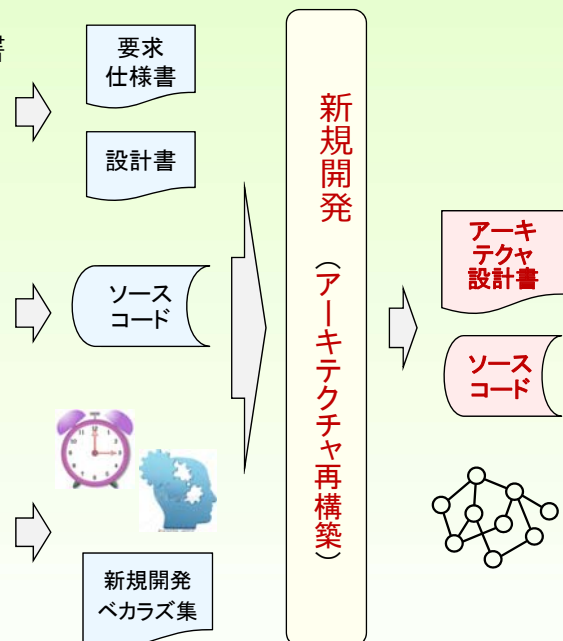 書
要求
仕様書
設計書
ソース
コード
新規開発
ベカラズ集
新規開発（アーキテクチャ再構築）
アーキ
テクャ
設計書
ソース
コード